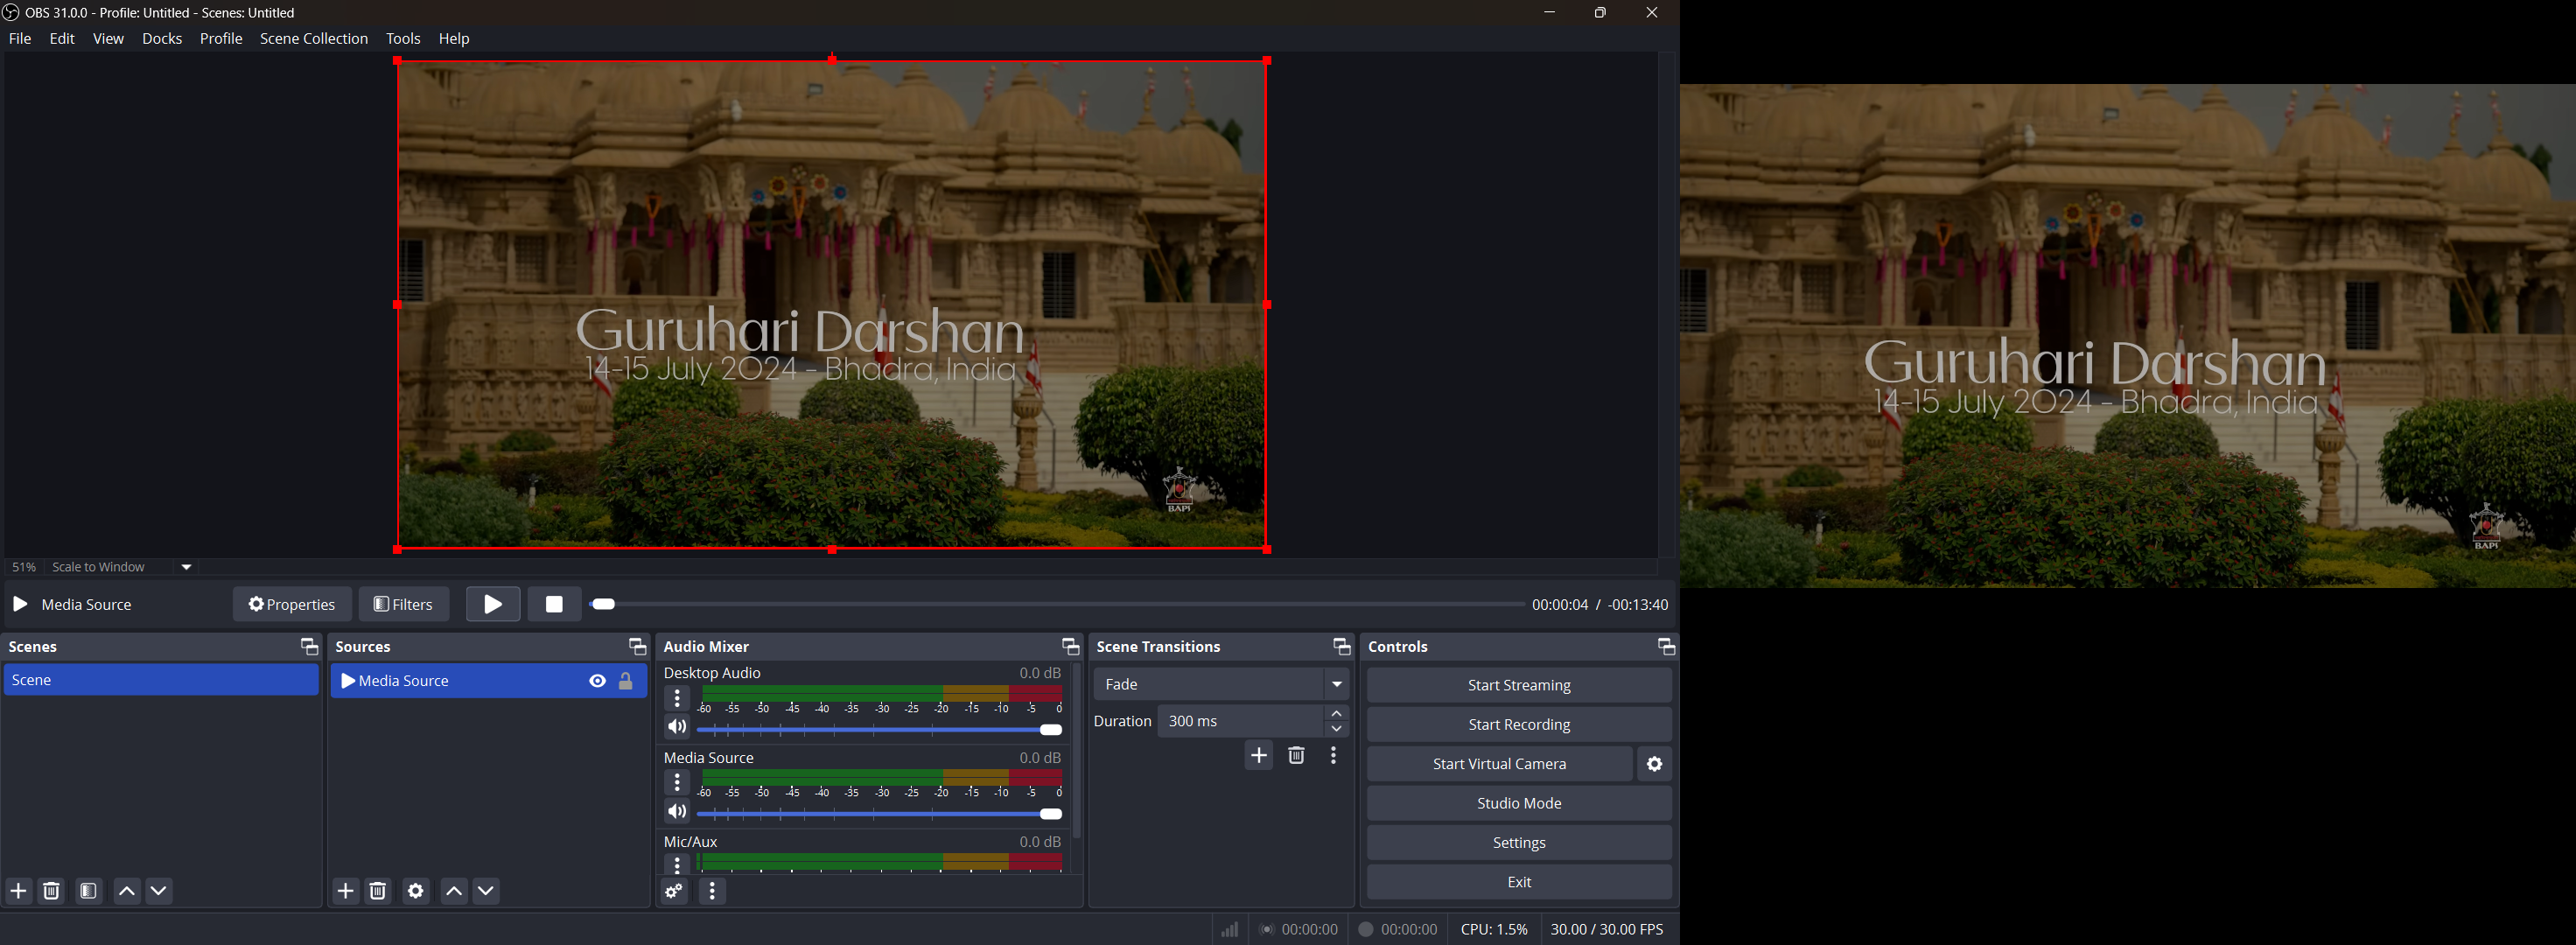 OBS 31.0.0 - Profile: Untitled - Scenes: Untitled
File Edit View Docks Profile Scene Collection Tools Help
Guruhari Darshan
14-15 July 2024 - Bhadra, India
BAPI
Guruhari Darshan
14-15 July 2024 - Bhadra, India
BAPI
51% Scale to Window
Media Source Properties Filters 00:00:04 / -00:13:40
Scenes
Scene
Sources
Media Source
Audio Mixer
Desktop Audio 0.0 dB
-60 -55 -50 -45 -40 -35 -30 -25 -20 -15 -10 -5 0
Media Source 0.0 dB
-60 -55 -50 -45 -40 -35 -30 -25 -20 -15 -10 -5 0
Mic/Aux 0.0 dB
Scene Transitions
Fade
Duration 300 ms
Controls
Start Streaming
Start Recording
Start Virtual Camera
Studio Mode
Settings
Exit
00:00:00 00:00:00 CPU: 1.5% 30.00 / 30.00 FPS